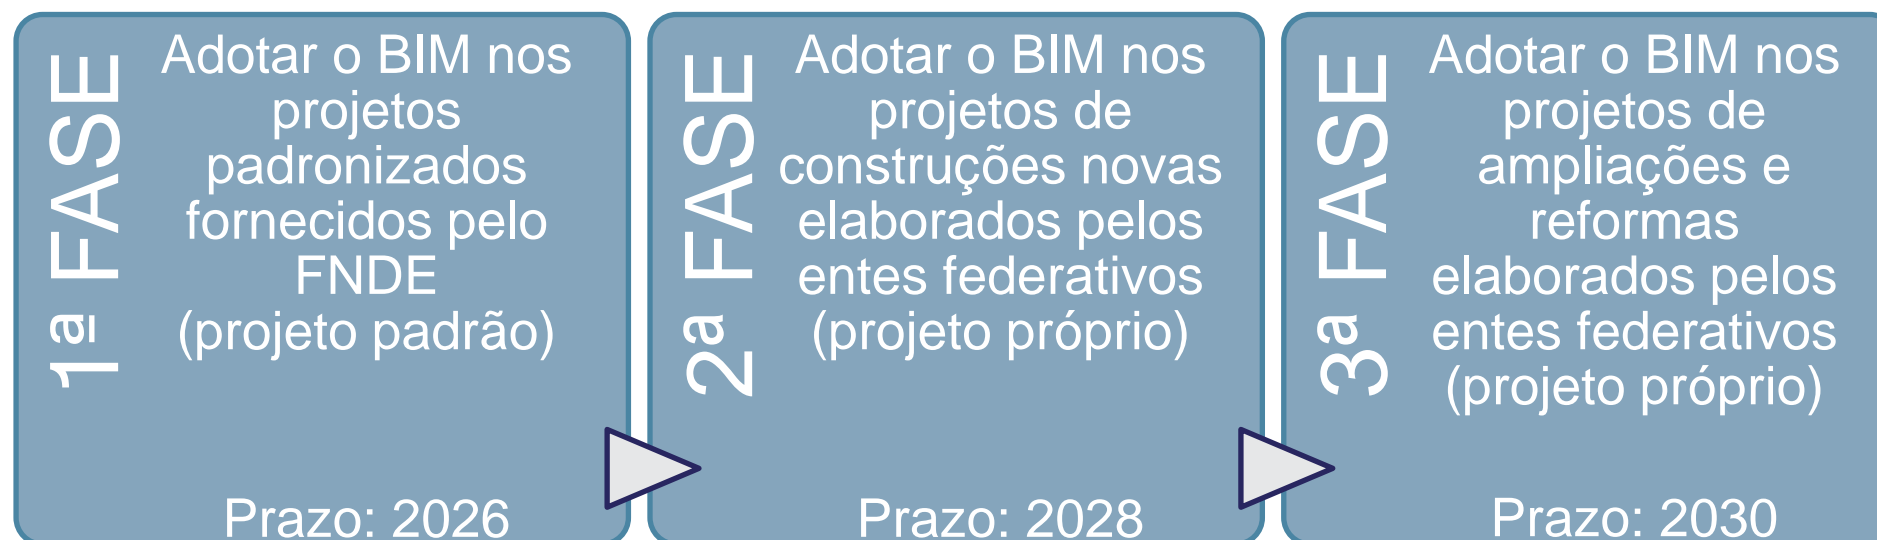 1ª FASE
Adotar o BIM nos
projetos
padronizados
fornecidos pelo
FNDE
(projeto padrão)
Prazo: 2026
2ª FASE
Adotar o BIM nos
projetos de
construções novas
elaborados pelos
entes federativos
(projeto próprio)
Prazo: 2028
3ª FASE
Adotar o BIM nos
projetos de
ampliações e
reformas
elaborados pelos
entes federativos
(projeto próprio)
Prazo: 2030